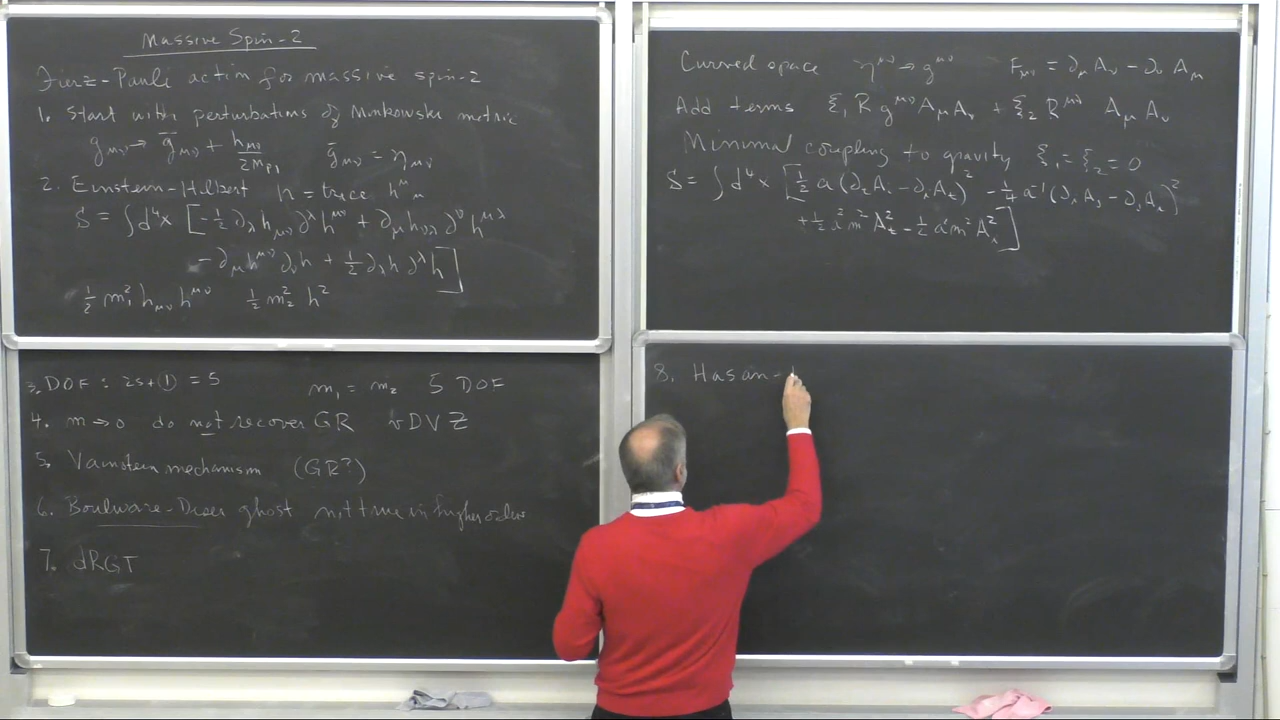 Massive Spin-2
Fierz-Pauli action for massive spin-2
1. Start with perturbations of Minkowski metric
g_μν → ḡ_μν + h_μν/2M_Pl   ḡ_μν = η_μν
2. Einstein-Hilbert   h = trace h^μ_μ
S = ∫d⁴x [-½ ∂_λ h_μν ∂^λ h^μν + ∂_μ h_νλ ∂^ν h^μλ
- ∂_μ h^μν ∂_ν h + ½ ∂_λ h ∂^λ h]
½ m₁² h_μν h^μν   ½ m₂² h²
3. DOF : 2s+1 = 5   m₁ = m₂   5 DOF
4. m → 0 do not recover GR   vDVZ
5. Vainstein mechanism (GR?)
6. Boulware-Deser ghost not true in higher order
7. dRGT
Curved space   η^μν → g^μν   F_μν = ∂_μ A_ν - ∂_ν A_μ
Add terms   ξ₁ R g^μν A_μ A_ν + ξ₂ R^μν A_μ A_ν
Minimal coupling to gravity   ξ₁ = ξ₂ = 0
S = ∫d⁴x [½ a (∂_t A_i - ∂_i A_t)² - ¼ a⁻¹ (∂_i A_j - ∂_j A_i)²
+ ½ a³ m² A_t² - ½ a m² A_i²]
8. Hasan-